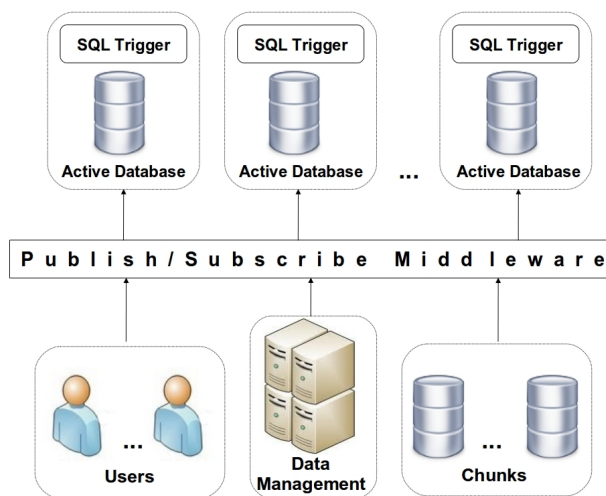 SQL Trigger
SQL Trigger
SQL Trigger
Active Database
Active Database
...
Active Database
Publish/Subscribe Middleware
...
Users
Data
Management
...
Chunks